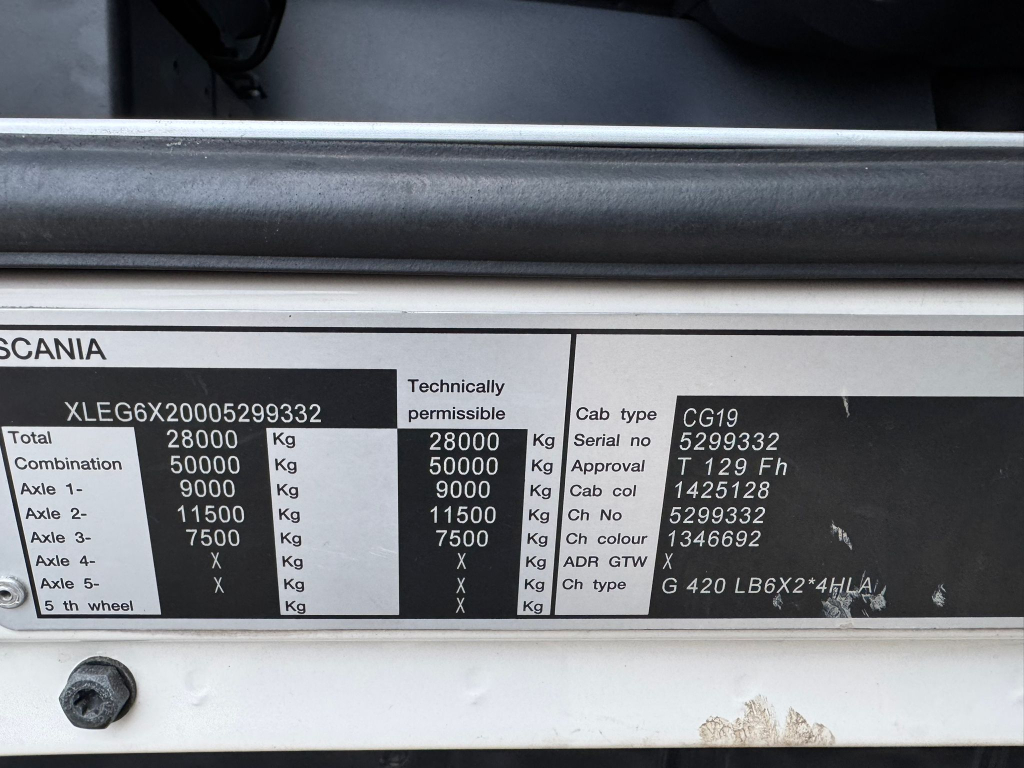 SCANIA
XLEG6X20005299332
Technically
permissible
Total 28000 Kg 28000 Kg
Combination 50000 Kg 50000 Kg
Axle 1- 9000 Kg 9000 Kg
Axle 2- 11500 Kg 11500 Kg
Axle 3- 7500 Kg 7500 Kg
Axle 4- X Kg X Kg
Axle 5- X Kg X Kg
5 th wheel Kg X Kg
Cab type CG19
Serial no 5299332
Approval T 129 Fh
Cab col 1425128
Ch No 5299332
Ch colour 1346692
ADR GTW X
Ch type G 420 LB6X2*4HLA